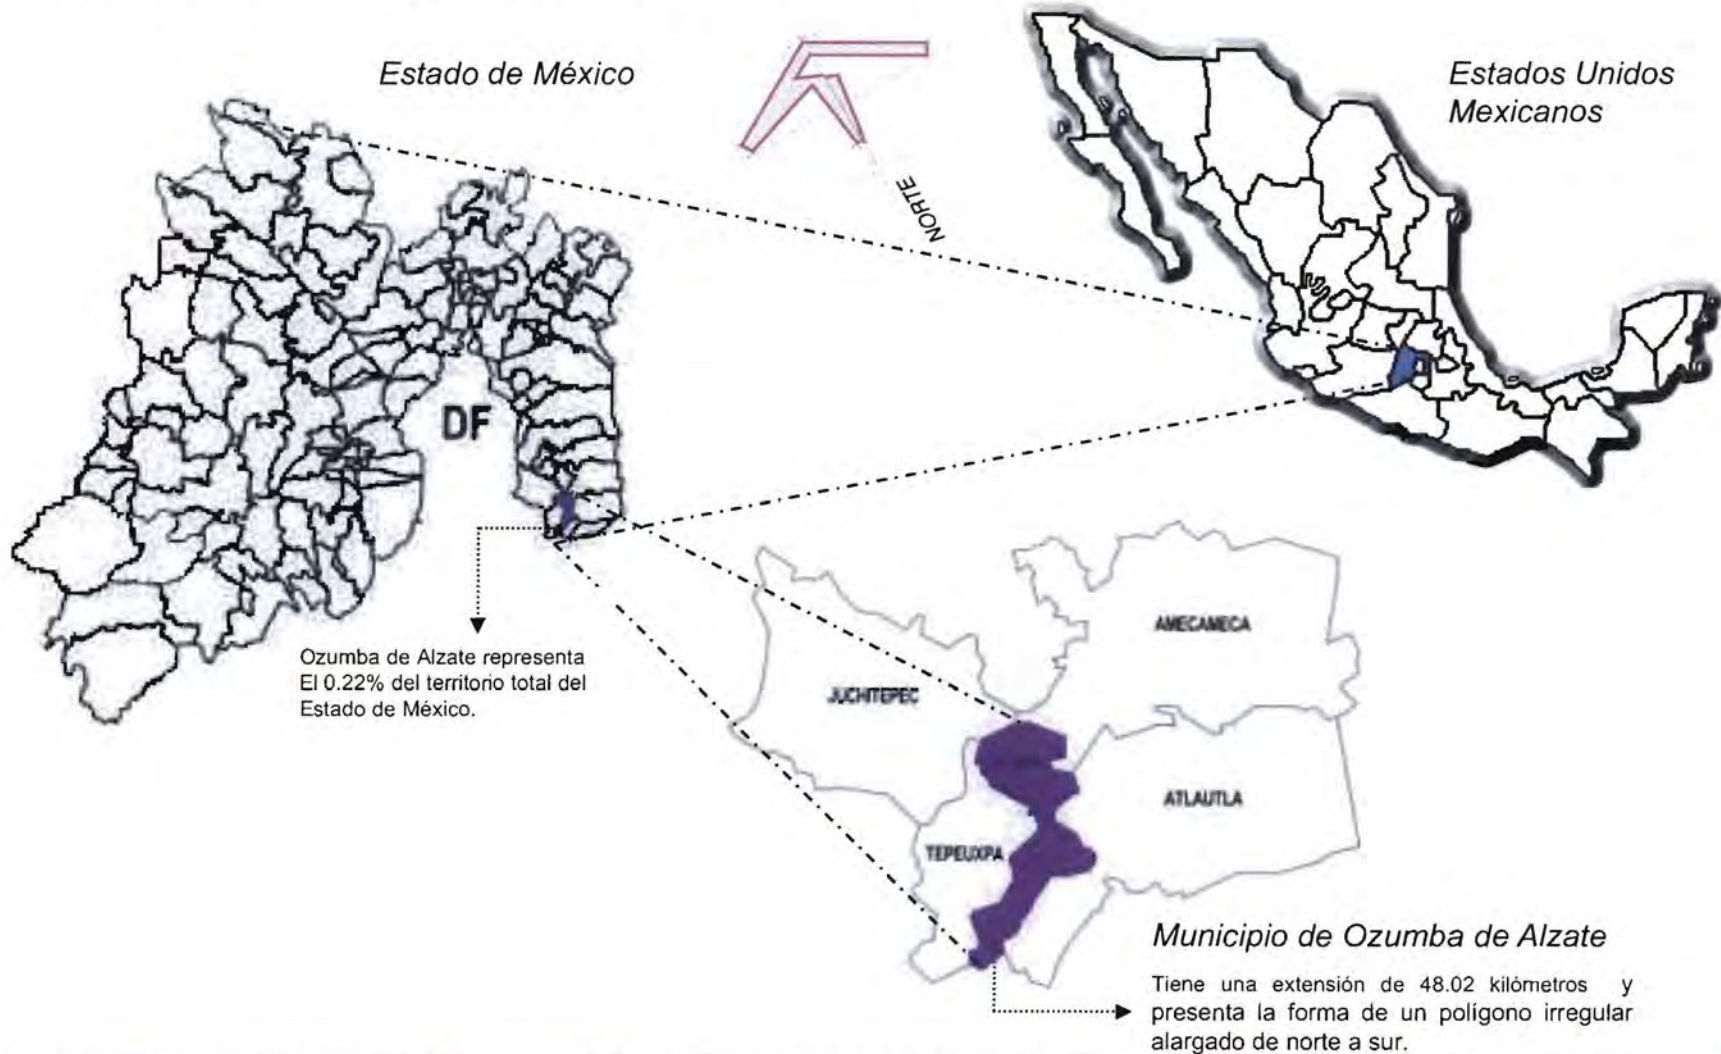 Estado de México
Estados Unidos
Mexicanos
NORTE
DF
Ozumba de Alzate representa
El 0.22% del territorio total del
Estado de México.
AMECAMECA
JUCHITEPEC
ATLAUTLA
TEPEUXPA
Municipio de Ozumba de Alzate
Tiene una extensión de 48.02 kilómetros y
presenta la forma de un polígono irregular
alargado de norte a sur.